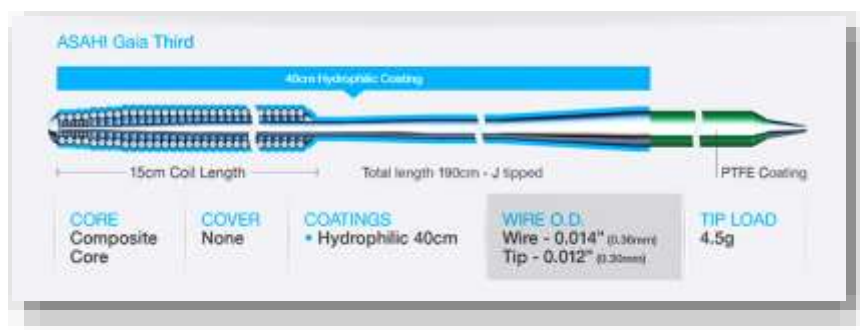 ASAHI Gaia Third
40cm Hydrophilic Coating
15cm Coil Length
Total length 190cm - J tipped
PTFE Coating
CORE
Composite
Core
COVER
None
COATINGS
• Hydrophilic 40cm
WIRE O.D.
Wire - 0.014" (0.36mm)
Tip - 0.012" (0.30mm)
TIP LOAD
4.5g